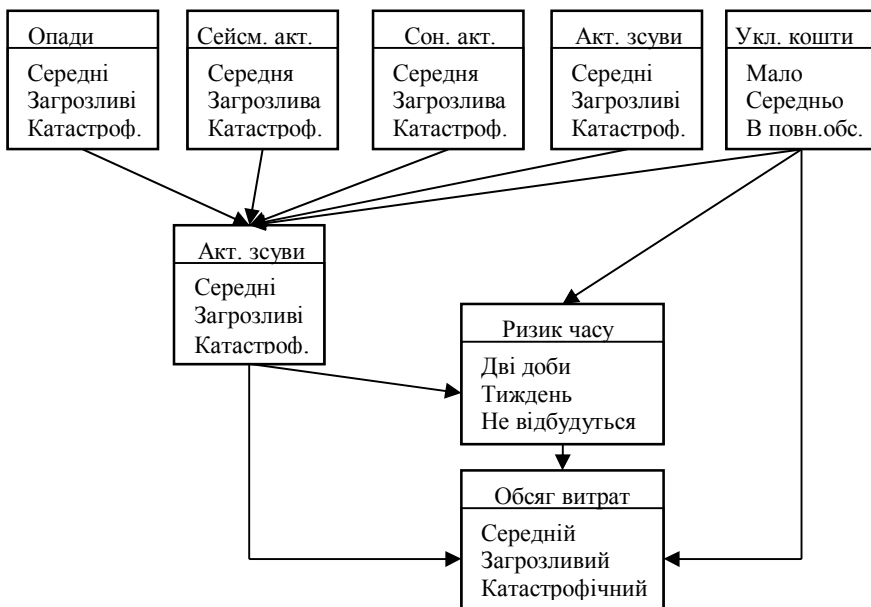 Опади
Середні
Загрозливі
Катастроф.
Сейсм. акт.
Середня
Загрозлива
Катастроф.
Сон. акт.
Середня
Загрозлива
Катастроф.
Акт. зсуви
Середні
Загрозливі
Катастроф.
Укл. кошти
Мало
Середньо
В повн.обс.
Акт. зсуви
Середні
Загрозливі
Катастроф.
Ризик часу
Дві доби
Тиждень
Не відбудуться
Обсяг витрат
Середній
Загрозливий
Катастрофічний